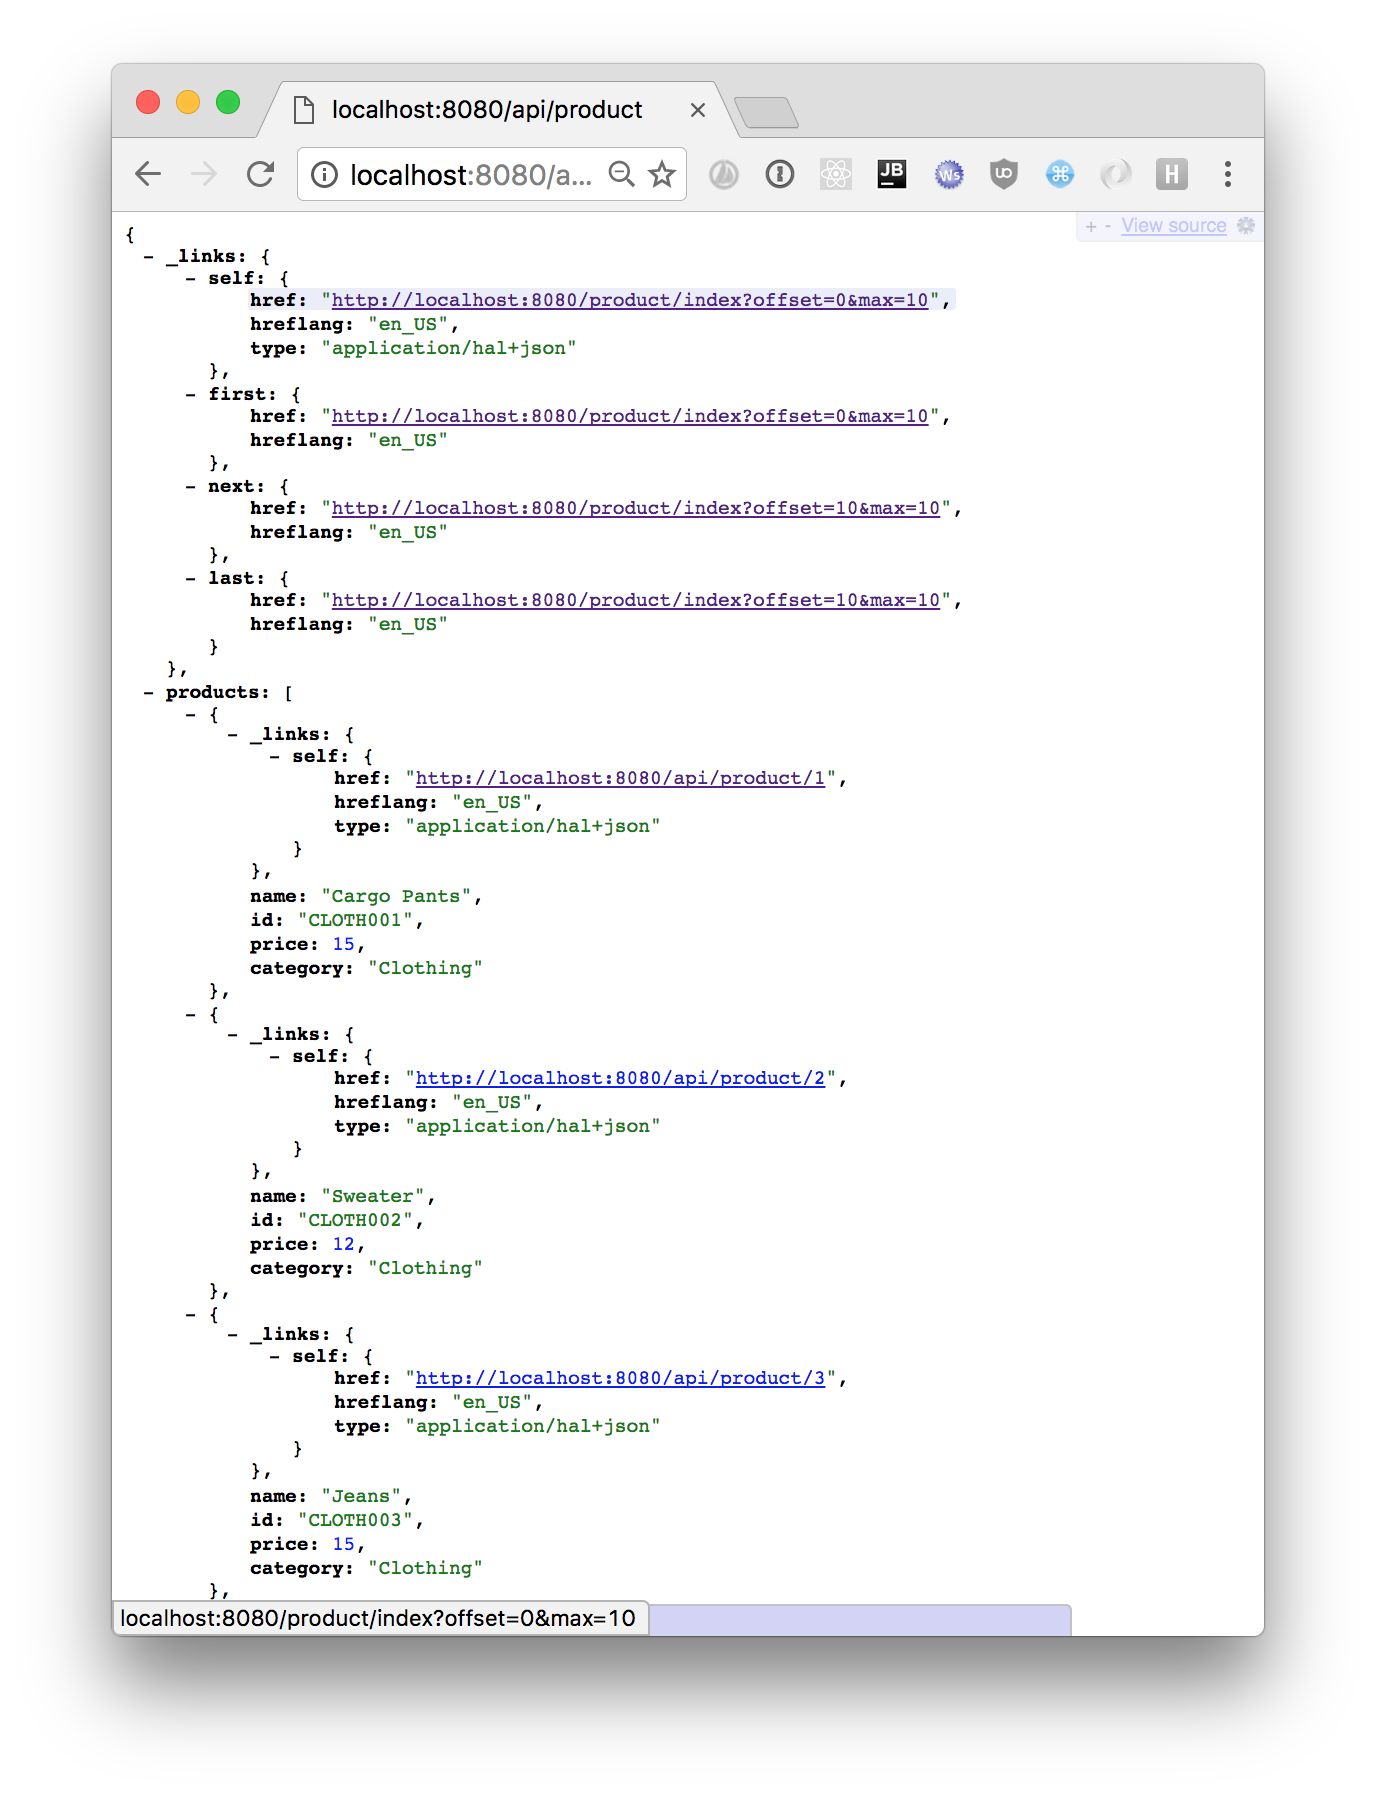 localhost:8080/api/product
localhost:8080/a...
JB
Ws
H
+ - View source
{
- _links: {
- self: {
href: "http://localhost:8080/product/index?offset=0&max=10",
hreflang: "en_US",
type: "application/hal+json"
},
- first: {
href: "http://localhost:8080/product/index?offset=0&max=10",
hreflang: "en_US"
},
- next: {
href: "http://localhost:8080/product/index?offset=10&max=10",
hreflang: "en_US"
},
- last: {
href: "http://localhost:8080/product/index?offset=10&max=10",
hreflang: "en_US"
}
},
- products: [
- {
- _links: {
- self: {
href: "http://localhost:8080/api/product/1",
hreflang: "en_US",
type: "application/hal+json"
}
},
name: "Cargo Pants",
id: "CLOTH001",
price: 15,
category: "Clothing"
},
- {
- _links: {
- self: {
href: "http://localhost:8080/api/product/2",
hreflang: "en_US",
type: "application/hal+json"
}
},
name: "Sweater",
id: "CLOTH002",
price: 12,
category: "Clothing"
},
- {
- _links: {
- self: {
href: "http://localhost:8080/api/product/3",
hreflang: "en_US",
type: "application/hal+json"
}
},
name: "Jeans",
id: "CLOTH003",
price: 15,
category: "Clothing"
},
localhost:8080/product/index?offset=0&max=10